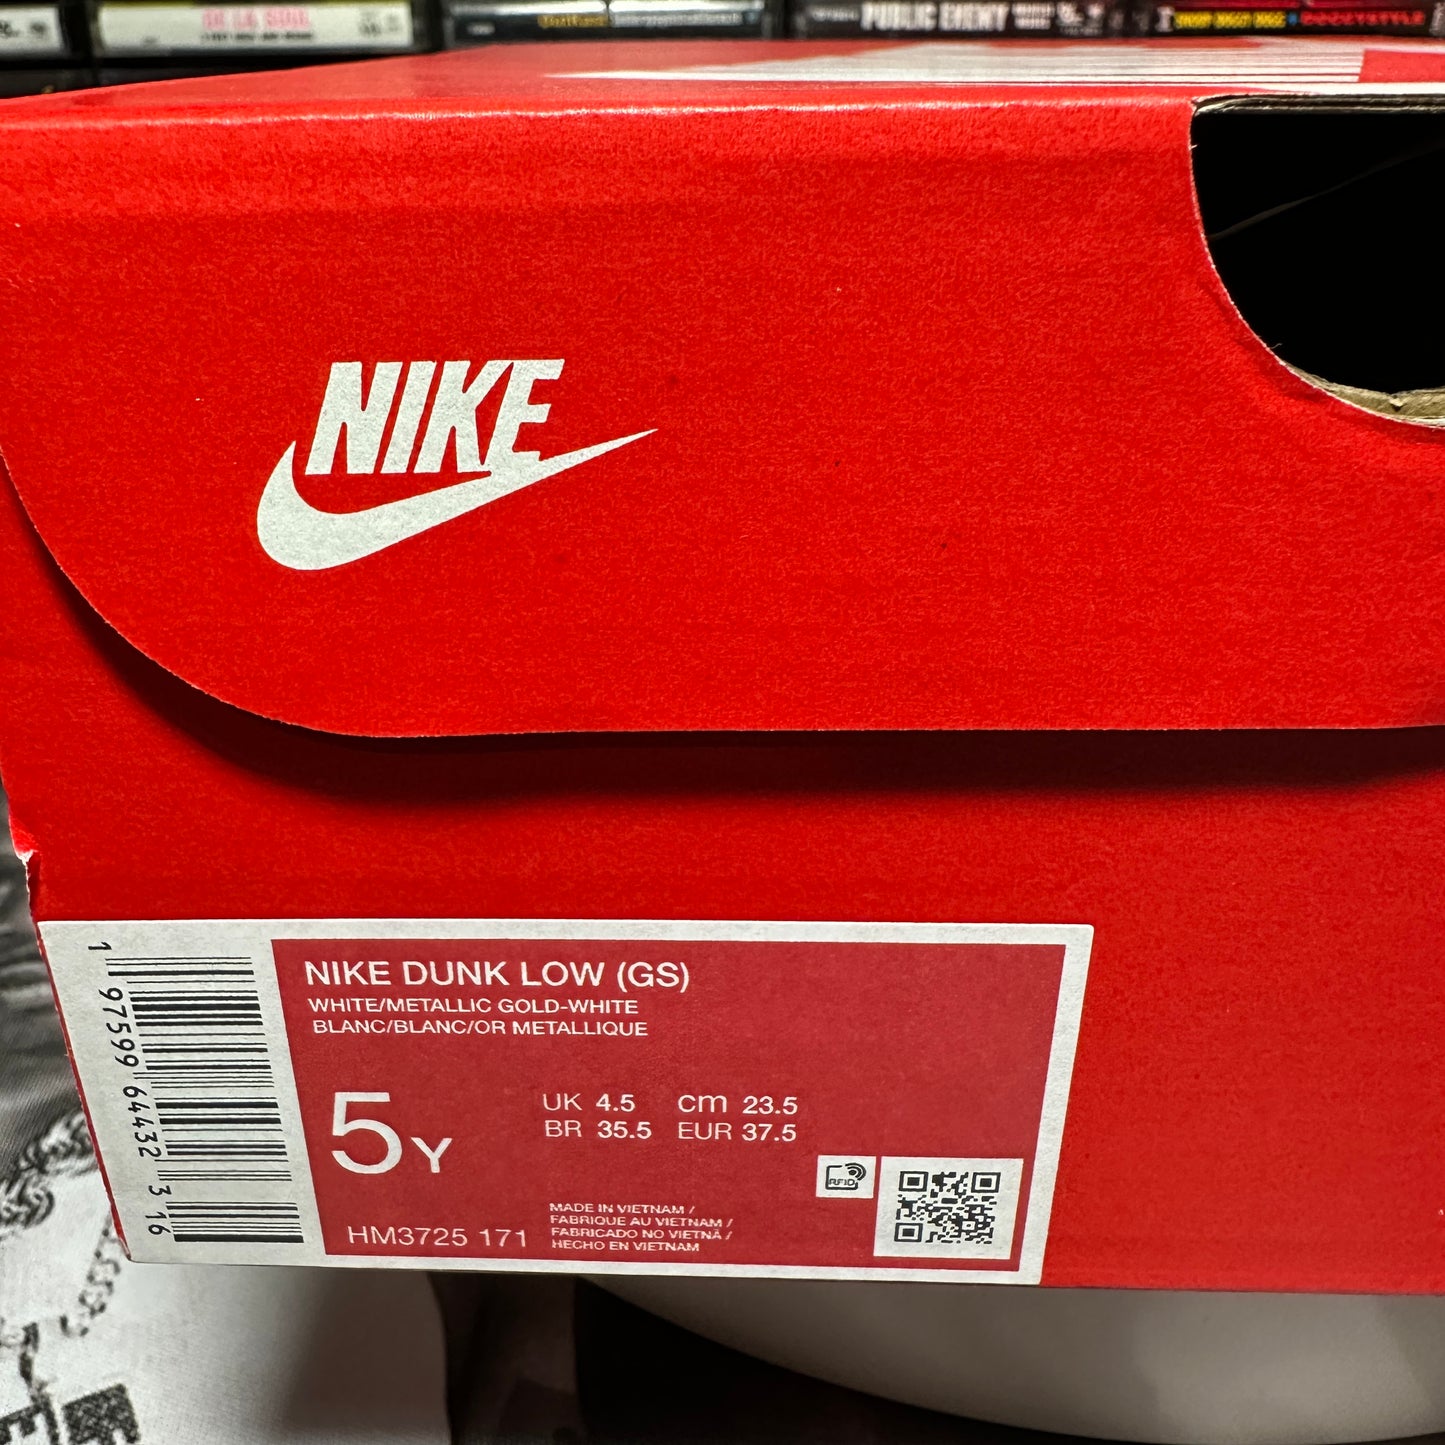 DE LA SOUL
OutKast
PUBLIC ENEMY
NIKE
NIKE DUNK LOW (GS)
WHITE/METALLIC GOLD-WHITE
BLANC/BLANC/OR METALLIQUE
5Y
UK 4.5 cm 23.5
BR 35.5 EUR 37.5
RFID
HM3725 171
MADE IN VIETNAM /
FABRIQUE AU VIETNAM /
FABRICADO NO VIETNÃ /
HECHO EN VIETNAM
1 97599 64432 3 16